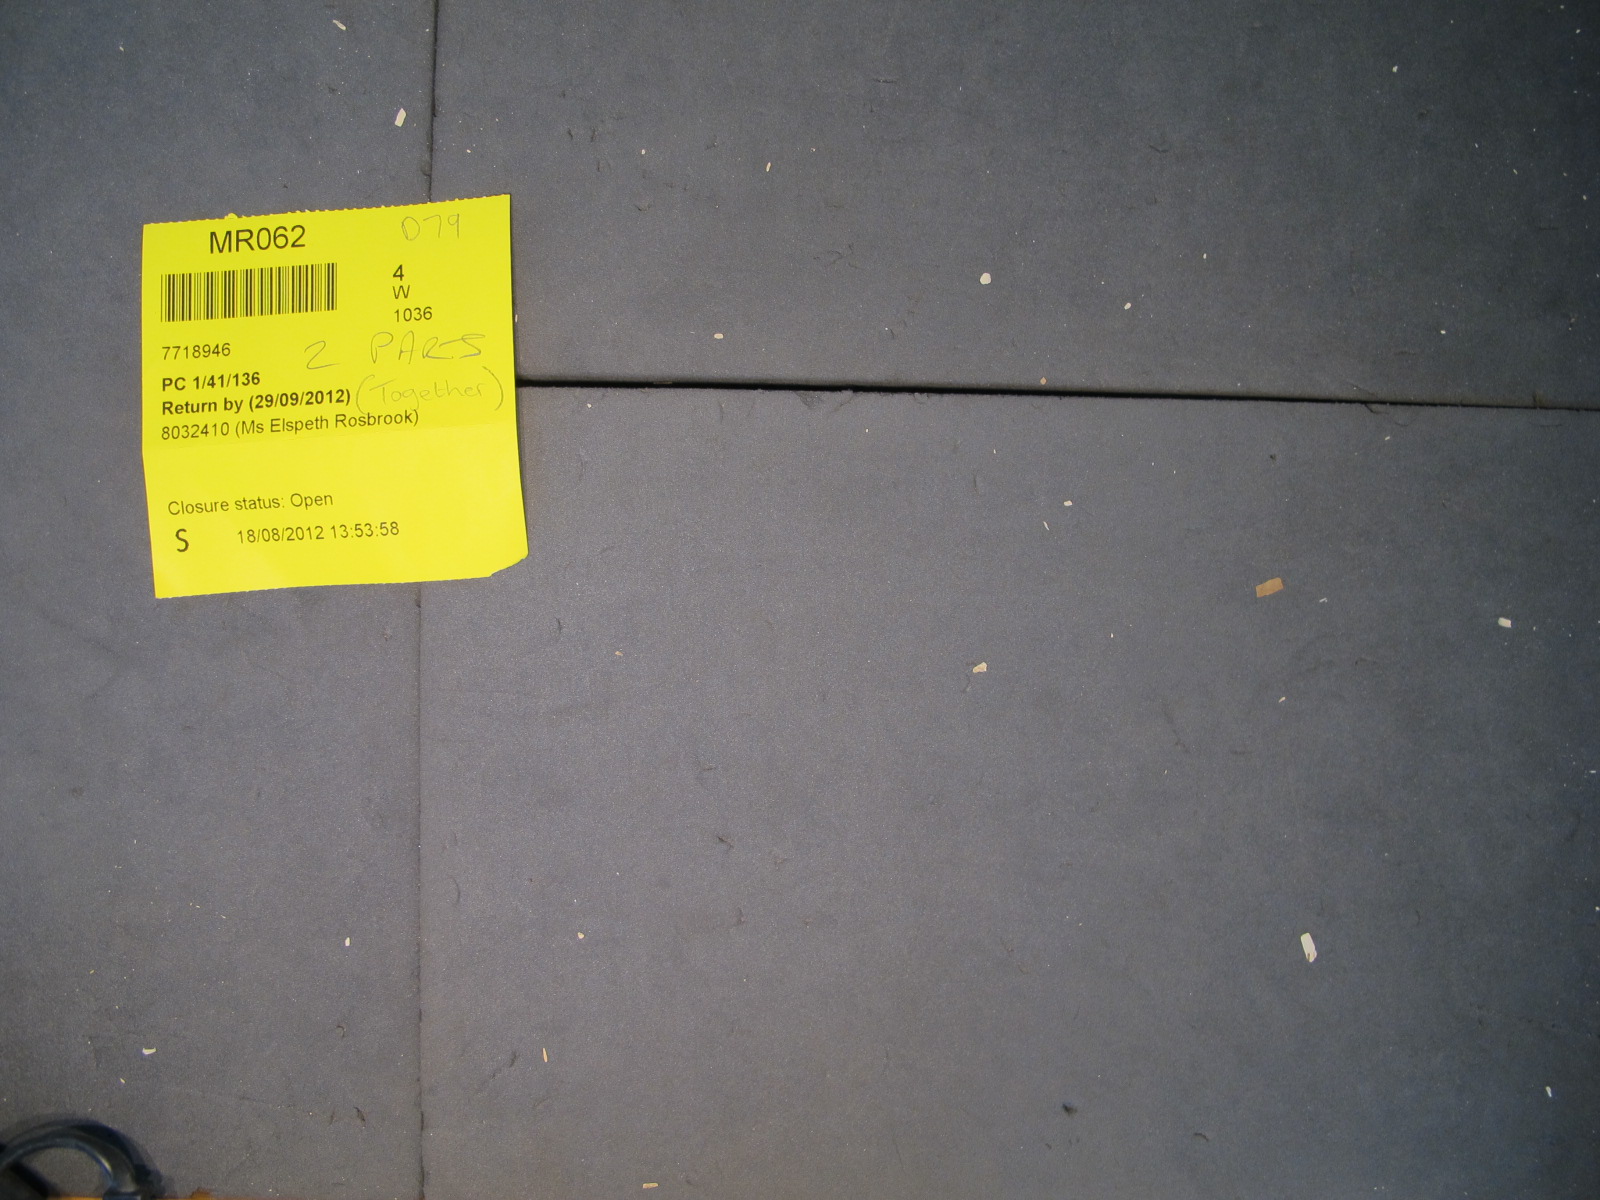 MR062 D79
4
W
1036
7718946 2 PARTS
PC 1/41/136
Return by (29/09/2012) (Together)
8032410 (Ms Elspeth Rosbrook)
Closure status: Open
S 18/08/2012 13:53:58